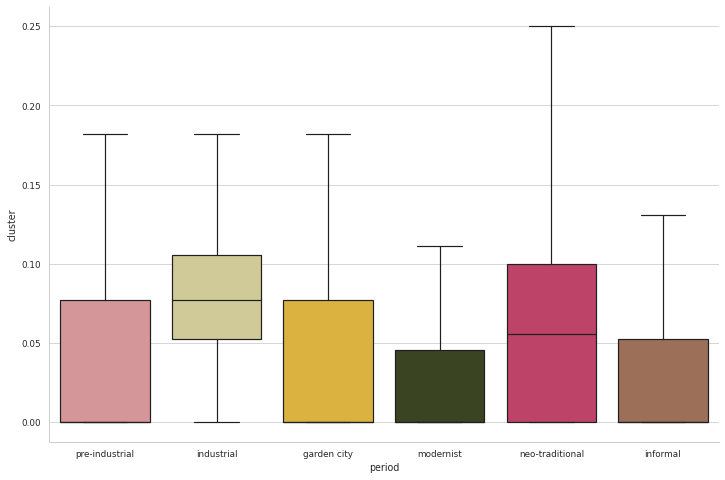 0.25
0.20
0.15
0.10
0.05
0.00
cluster
pre-industrial
industrial
garden city
modernist
neo-traditional
informal
period